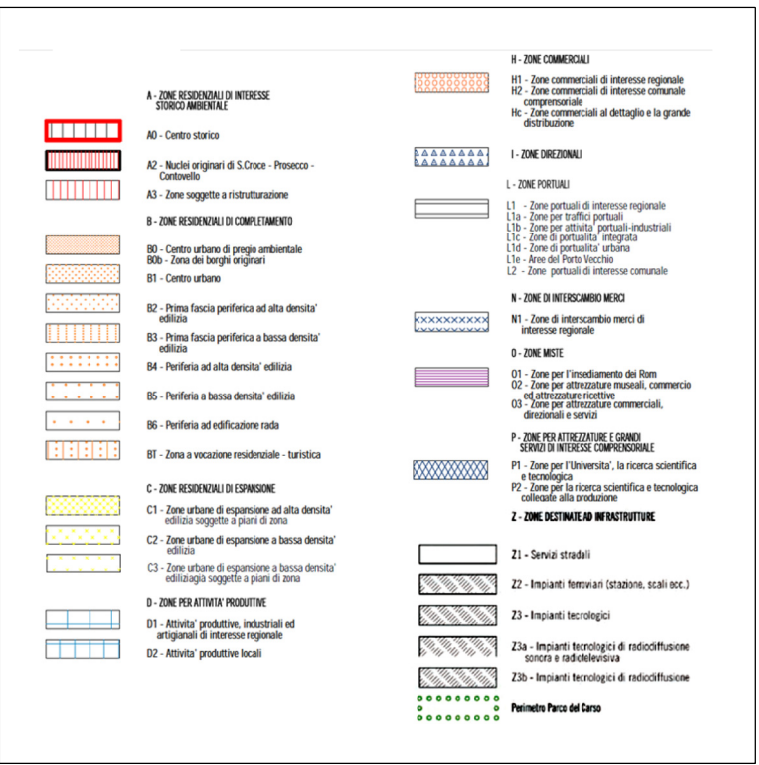 A - ZONE RESIDENZIALI DI INTERESSE
STORICO AMBIENTALE
A0 - Centro storico
A2 - Nuclei originari di S.Croce - Prosecco -
Contovello
A3 - Zone soggette a ristrutturazione
B - ZONE RESIDENZIALI DI COMPLETAMENTO
B0 - Centro urbano di pregio ambientale
B0b - Zona dei borghi originari
B1 - Centro urbano
B2 - Prima fascia periferica ad alta densita'
edilizia
B3 - Prima fascia periferica a bassa densita'
edilizia
B4 - Periferia ad alta densita' edilizia
B5 - Periferia a bassa densita' edilizia
B6 - Periferia ad edificazione rada
BT - Zona a vocazione residenziale - turistica
C - ZONE RESIDENZIALI DI ESPANSIONE
C1 - Zone urbane di espansione ad alta densita'
edilizia soggette a piani di zona
C2 - Zone urbane di espansione a bassa densita'
edilizia
C3 - Zone urbane di espansione a bassa densita'
ediliziagià soggette a piani di zona
D - ZONE PER ATTIVITA' PRODUTTIVE
D1 - Attivita' produttive, industriali ed
artigianali di interesse regionale
D2 - Attivita' produttive locali
H - ZONE COMMERCIALI
H1 - Zone commerciali di interesse regionale
H2 - Zone commerciali di interesse comunale
comprensoriale
Hc - Zone commerciali al dettaglio e la grande
distribuzione
I - ZONE DIREZIONALI
L - ZONE PORTUALI
L1 - Zone portuali di interesse regionale
L1a - Zone per traffici portuali
L1b - Zone per attivita' portuali-industriali
L1c - Zone di portualita' integrata
L1d - Zone di portualita' urbana
L1e - Aree del Porto Vecchio
L2 - Zone portuali di interesse comunale
N - ZONE DI INTERSCAMBIO MERCI
N1 - Zone di interscambio merci di
interesse regionale
O - ZONE MISTE
O1 - Zone per l'insediamento dei Rom
O2 - Zone per attrezzature museali, commercio
ed attrezzature ricettive
O3 - Zone per attrezzature commerciali,
direzionali e servizi
P - ZONE PER ATTREZZATURE E GRANDI
SERVIZI DI INTERESSE COMPRENSORIALE
P1 - Zone per l'Universita', la ricerca scientifica
e tecnologica
P2 - Zone per la ricerca scientifica e tecnologica
collegate alla produzione
Z - ZONE DESTINATE AD INFRASTRUTTURE
Z1 - Servizi stradali
Z2 - Impianti ferroviari (stazione, scali ecc.)
Z3 - Impianti tecnologici
Z3a - Impianti tecnologici di radiodiffusione
sonora e radiotelevisiva
Z3b - Impianti tecnologici di radiodiffusione
Perimetro Parco del Carso